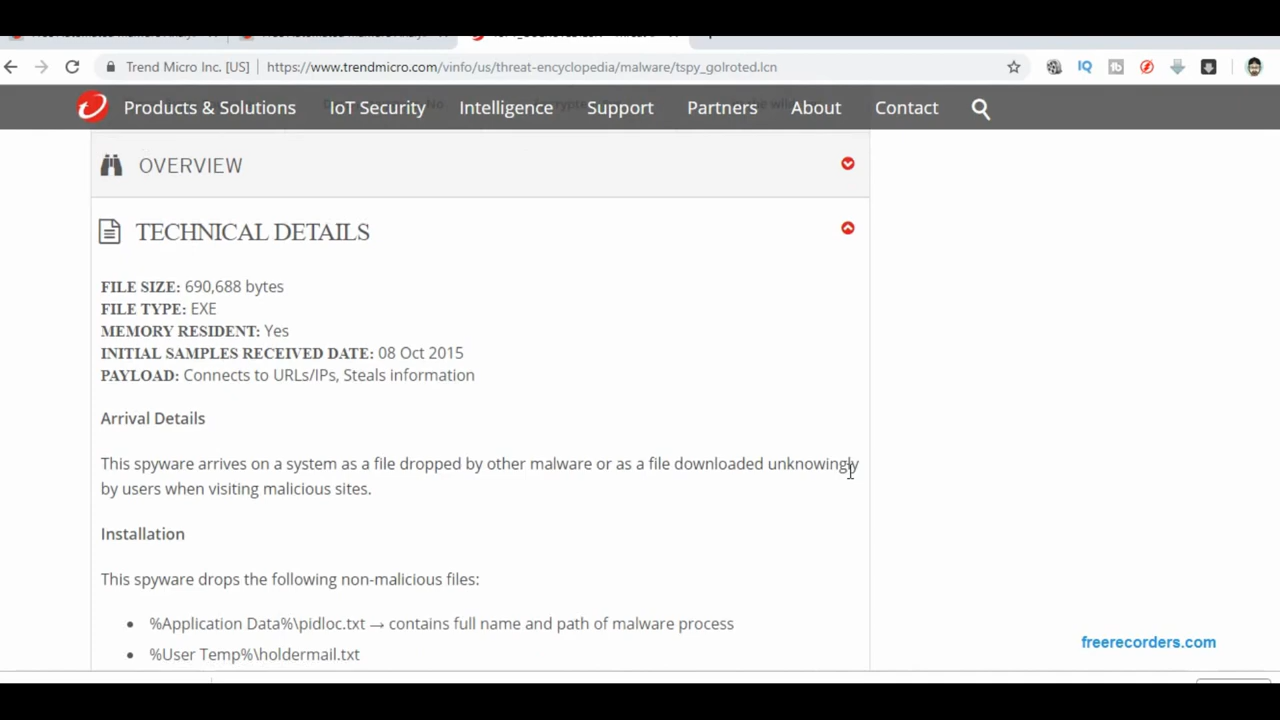 Trend Micro Inc. [US] https://www.trendmicro.com/vinfo/us/threat-encyclopedia/malware/tspy_golroted.lcn
IQ
Products & Solutions IoT Security Intelligence Support Partners About Contact
OVERVIEW
TECHNICAL DETAILS
FILE SIZE: 690,688 bytes
FILE TYPE: EXE
MEMORY RESIDENT: Yes
INITIAL SAMPLES RECEIVED DATE: 08 Oct 2015
PAYLOAD: Connects to URLs/IPs, Steals information
Arrival Details
This spyware arrives on a system as a file dropped by other malware or as a file downloaded unknowingly
by users when visiting malicious sites.
Installation
This spyware drops the following non-malicious files:
• %Application Data%\pidloc.txt → contains full name and path of malware process
• %User Temp%\holdermail.txt
freerecorders.com